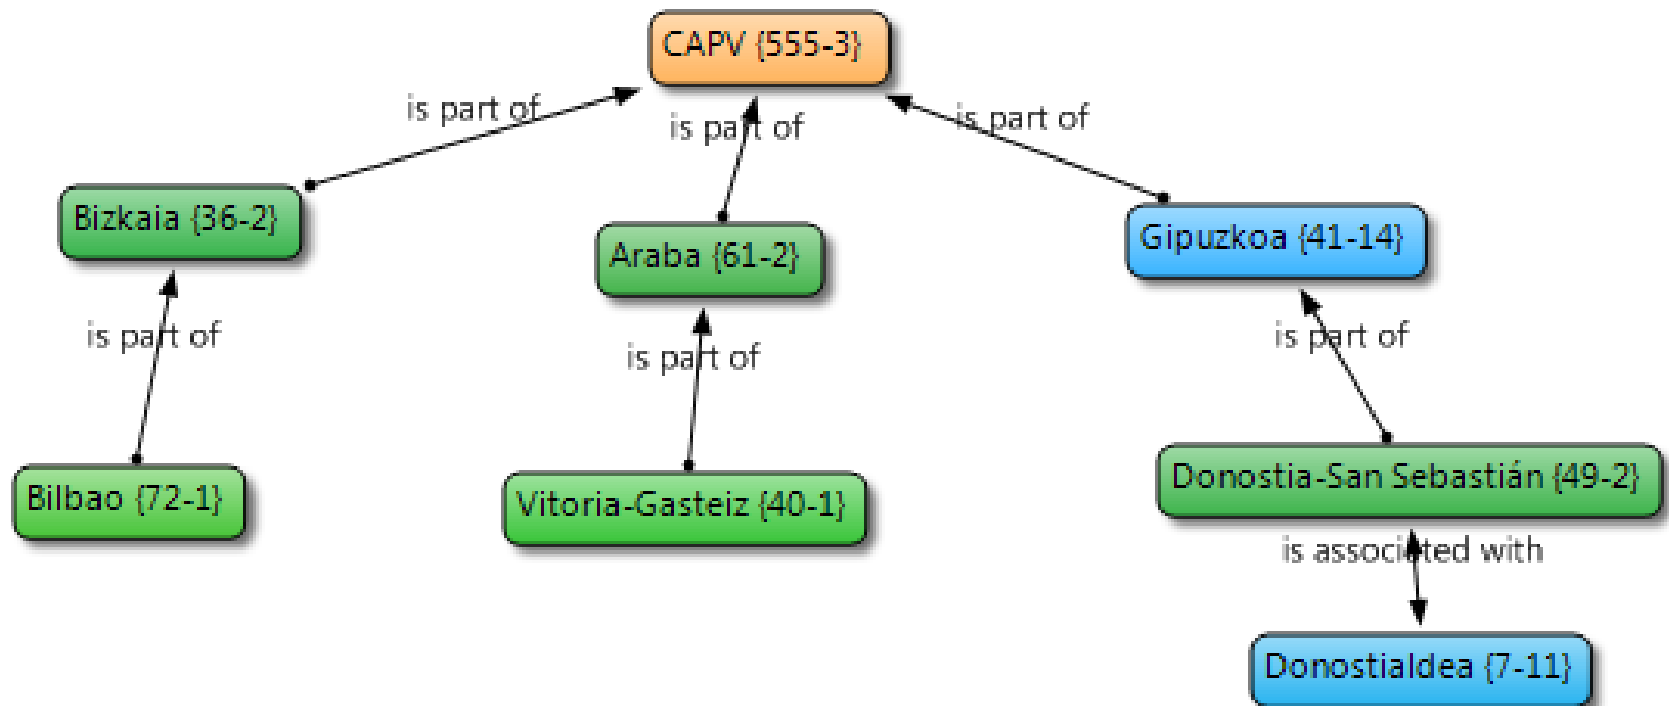 CAPV {555-3}
is part of
is part of
is part of
Bizkaia {36-2}
Araba {61-2}
Gipuzkoa {41-14}
is part of
is part of
is part of
Bilbao {72-1}
Vitoria-Gasteiz {40-1}
Donostia-San Sebastián {49-2}
is associated with
Donostialdea {7-11}